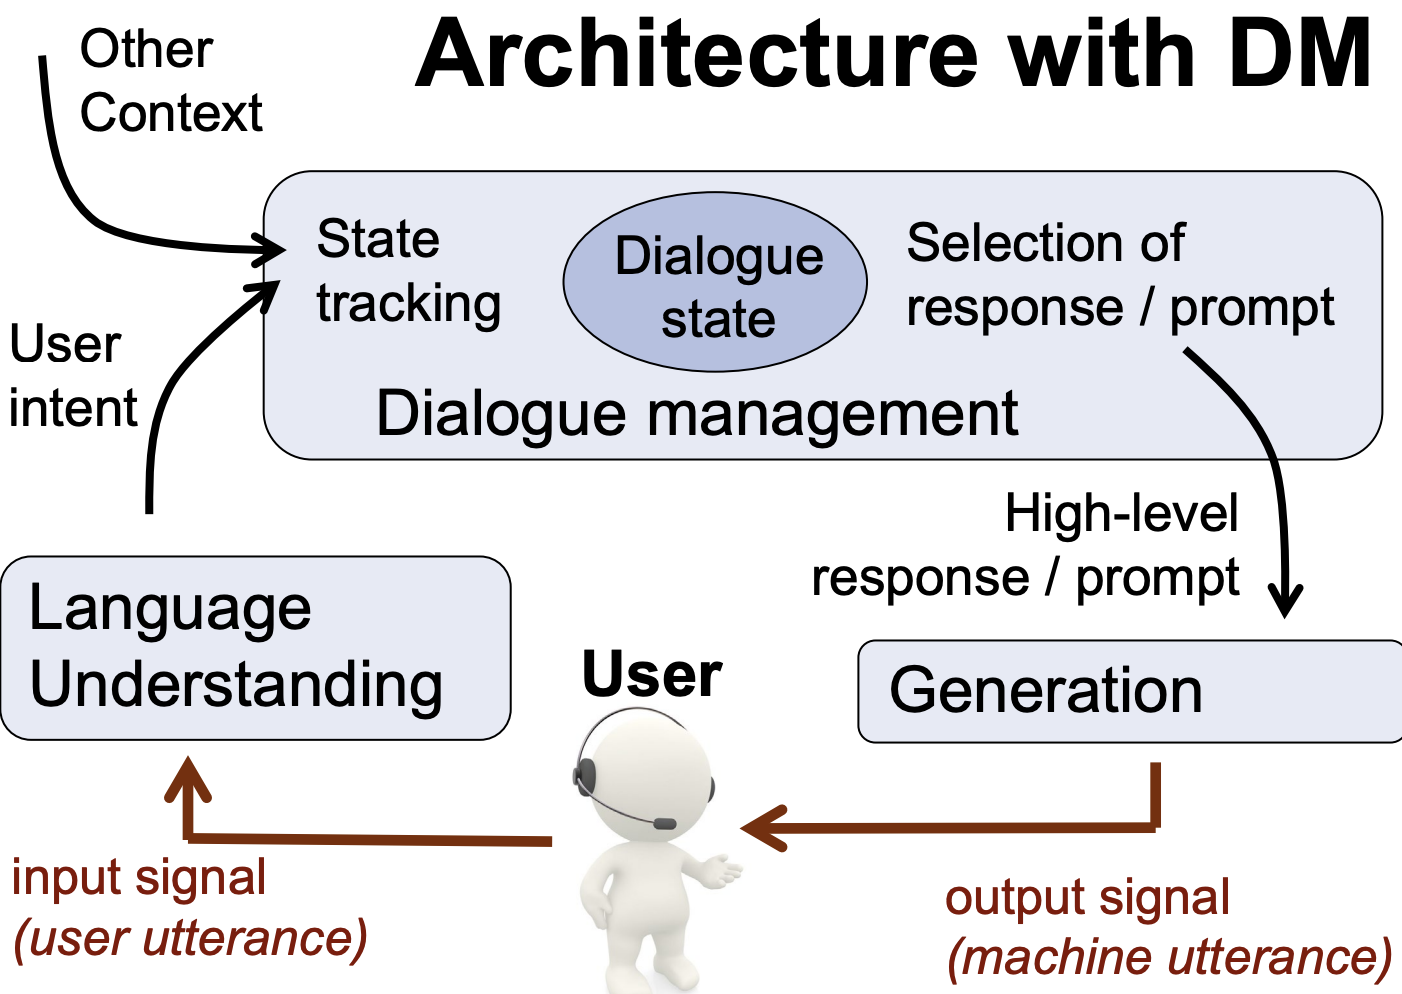 Architecture with DM
Other
Context
State
tracking
Dialogue
state
Selection of
response / prompt
Dialogue management
User
intent
High-level
response / prompt
Language
Understanding
User
Generation
input signal
(user utterance)
output signal
(machine utterance)